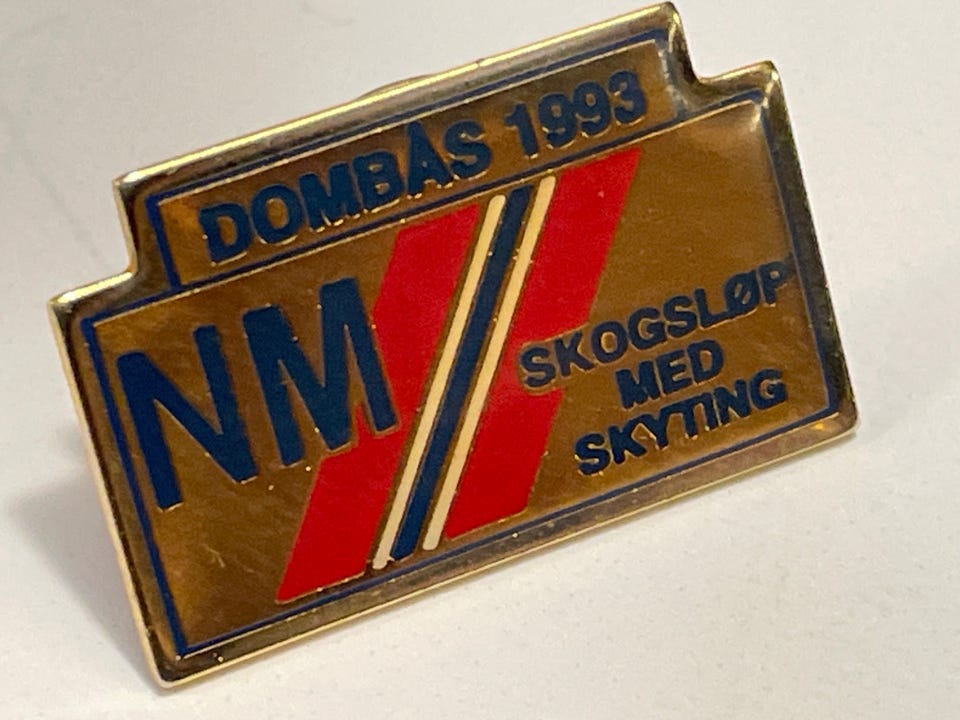 DOMBÅS 1993
NM
SKOGSLØP
MED
SKYTING